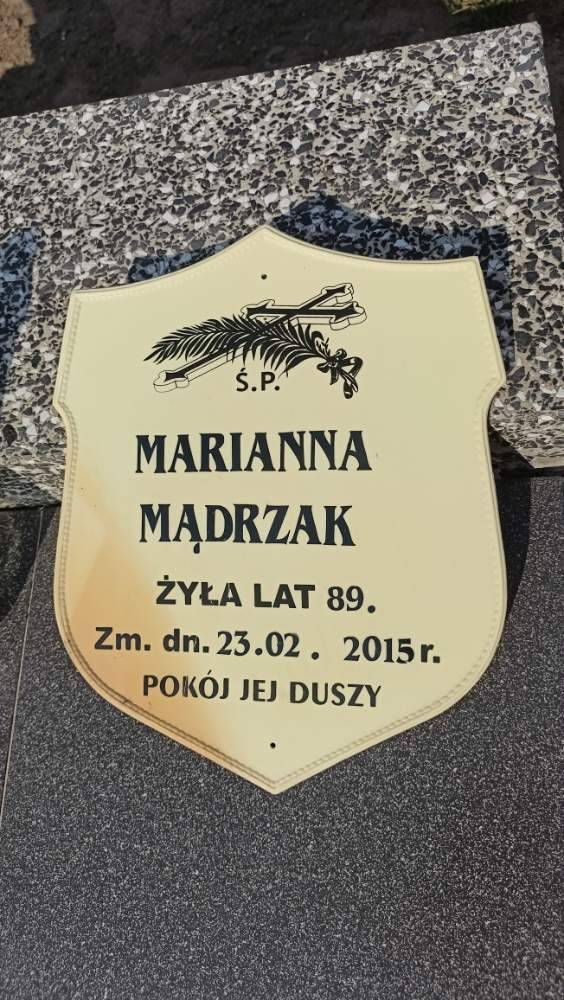 Ś.P.
MARIANNA
MĄDRZAK
ŻYŁA LAT 89.
Zm. dn. 23.02. 2015 r.
POKÓJ JEJ DUSZY